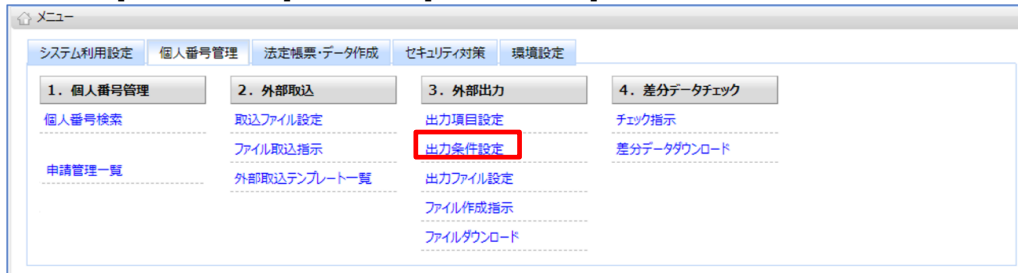 メニュー
システム利用設定 個人番号管理 法定帳票・データ作成 セキュリティ対策 環境設定
1. 個人番号管理 2. 外部取込 3. 外部出力 4. 差分データチェック
個人番号検索 取込ファイル設定 出力項目設定 チェック指示
ファイル取込指示 出力条件設定 差分データダウンロード
申請管理一覧 外部取込テンプレート一覧 出力ファイル設定
ファイル作成指示
ファイルダウンロード